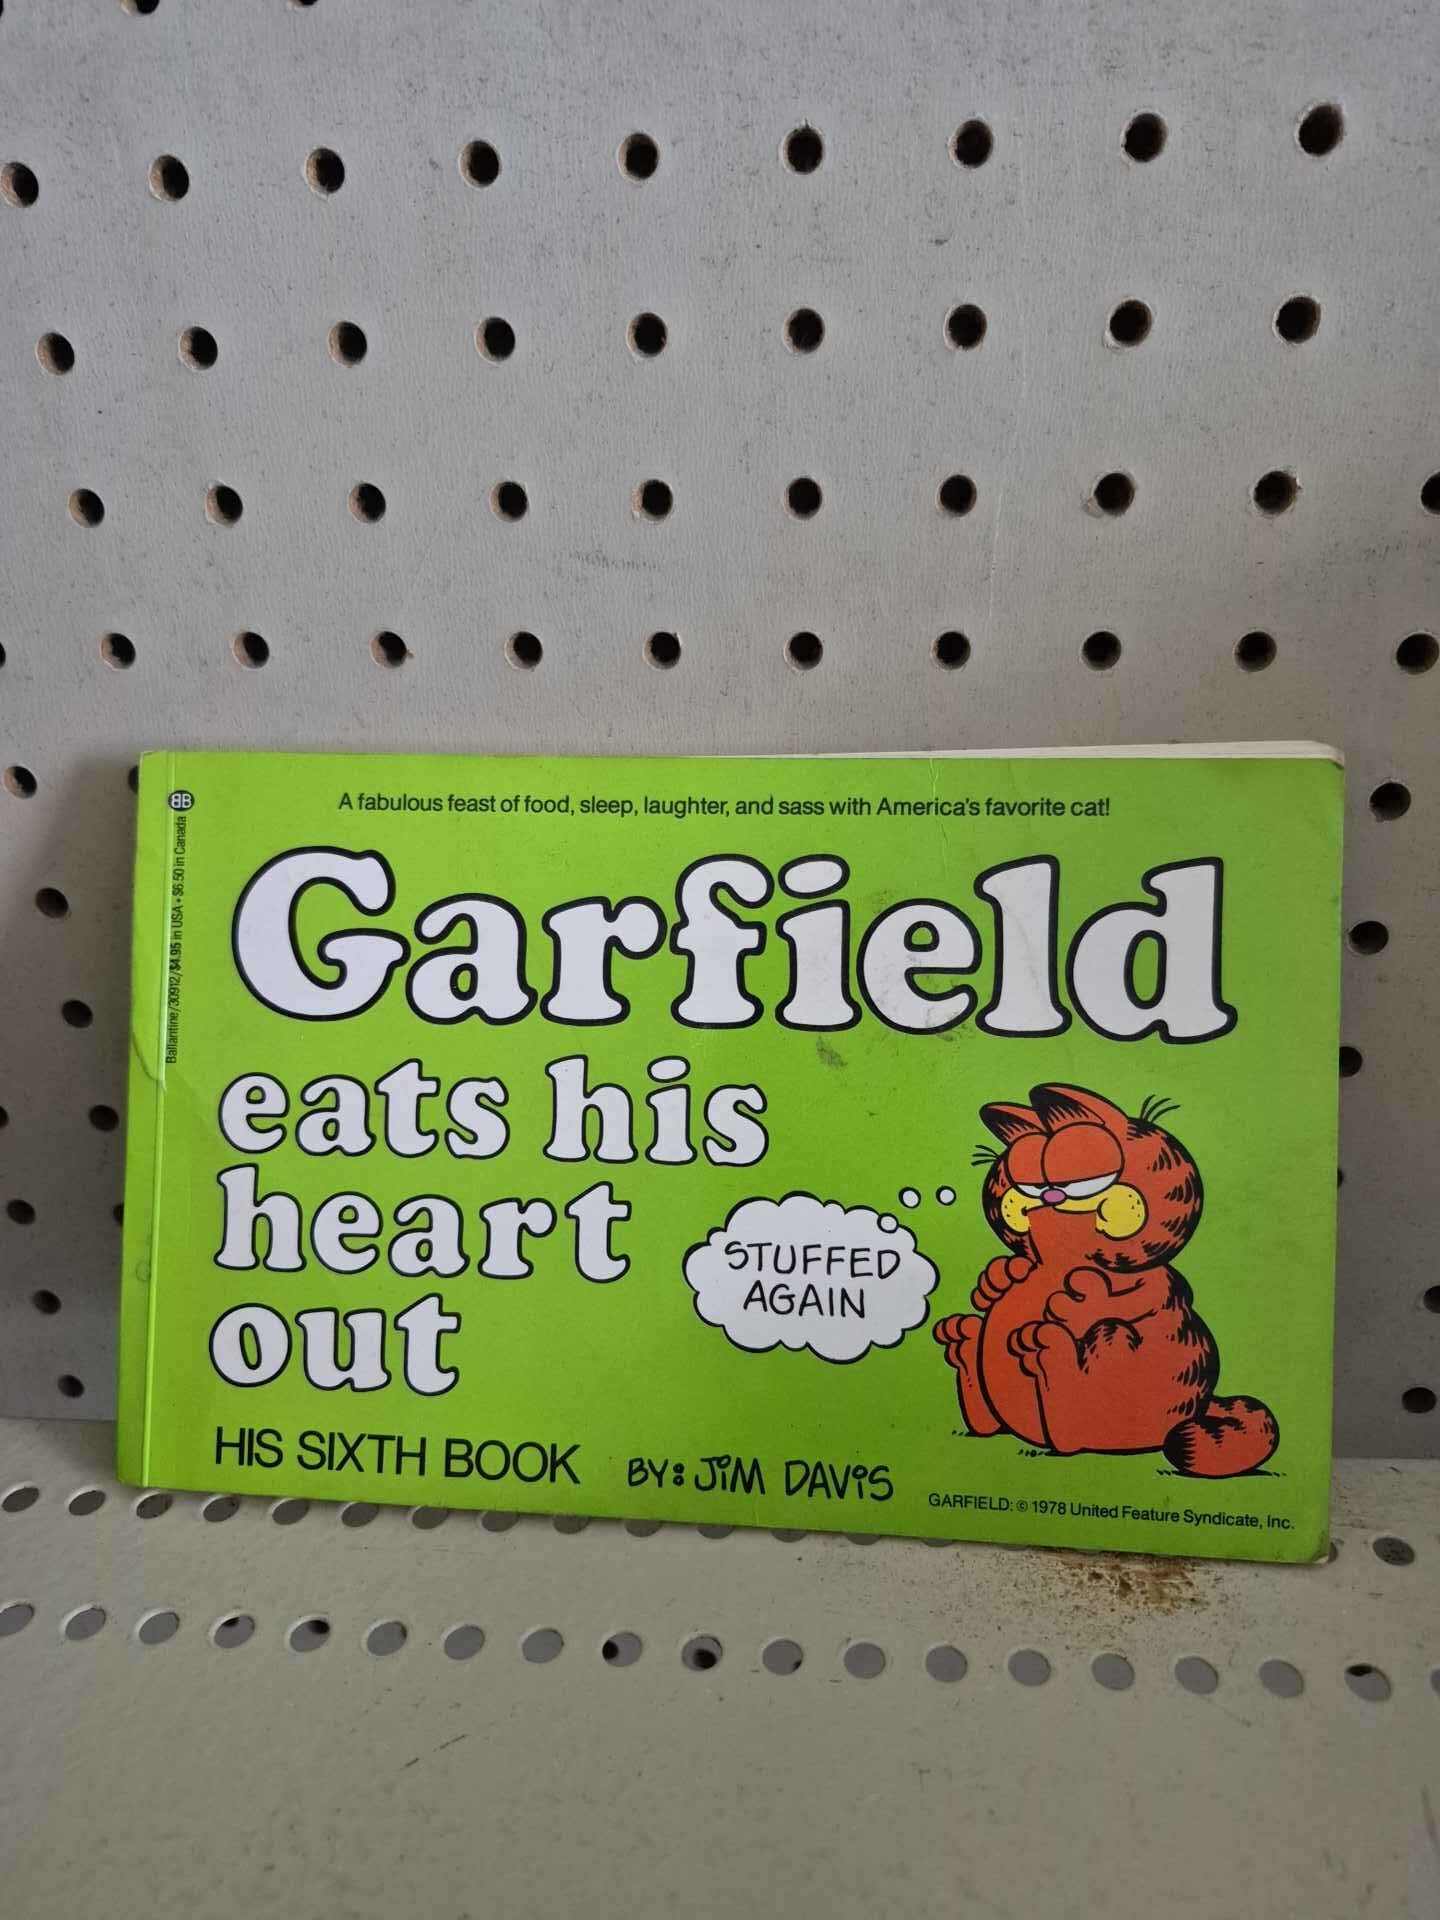 A fabulous feast of food, sleep, laughter, and sass with America's favorite cat!
BB
Ballantine/30912/$4.95 in USA • $6.50 in Canada
Garfield
eats his
heart
out
STUFFED
AGAIN
HIS SIXTH BOOK
BY: JIM DAVIS
GARFIELD: © 1978 United Feature Syndicate, Inc.